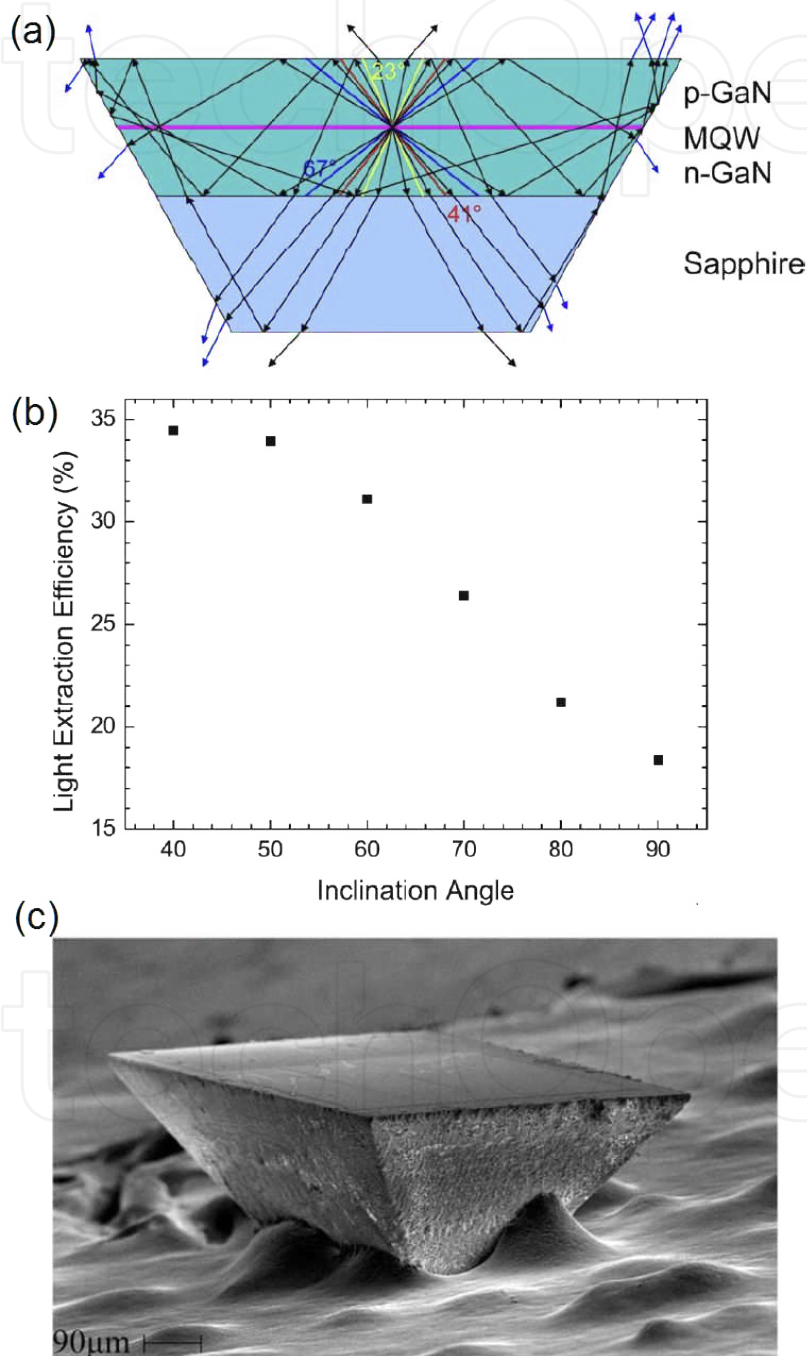 (a)
23°
p-GaN
MQW
n-GaN
67°
41°
Sapphire
(b)
35
30
25
20
15
Light Extraction Efficiency (%)
40 50 60 70 80 90
Inclination Angle
(c)
90μm